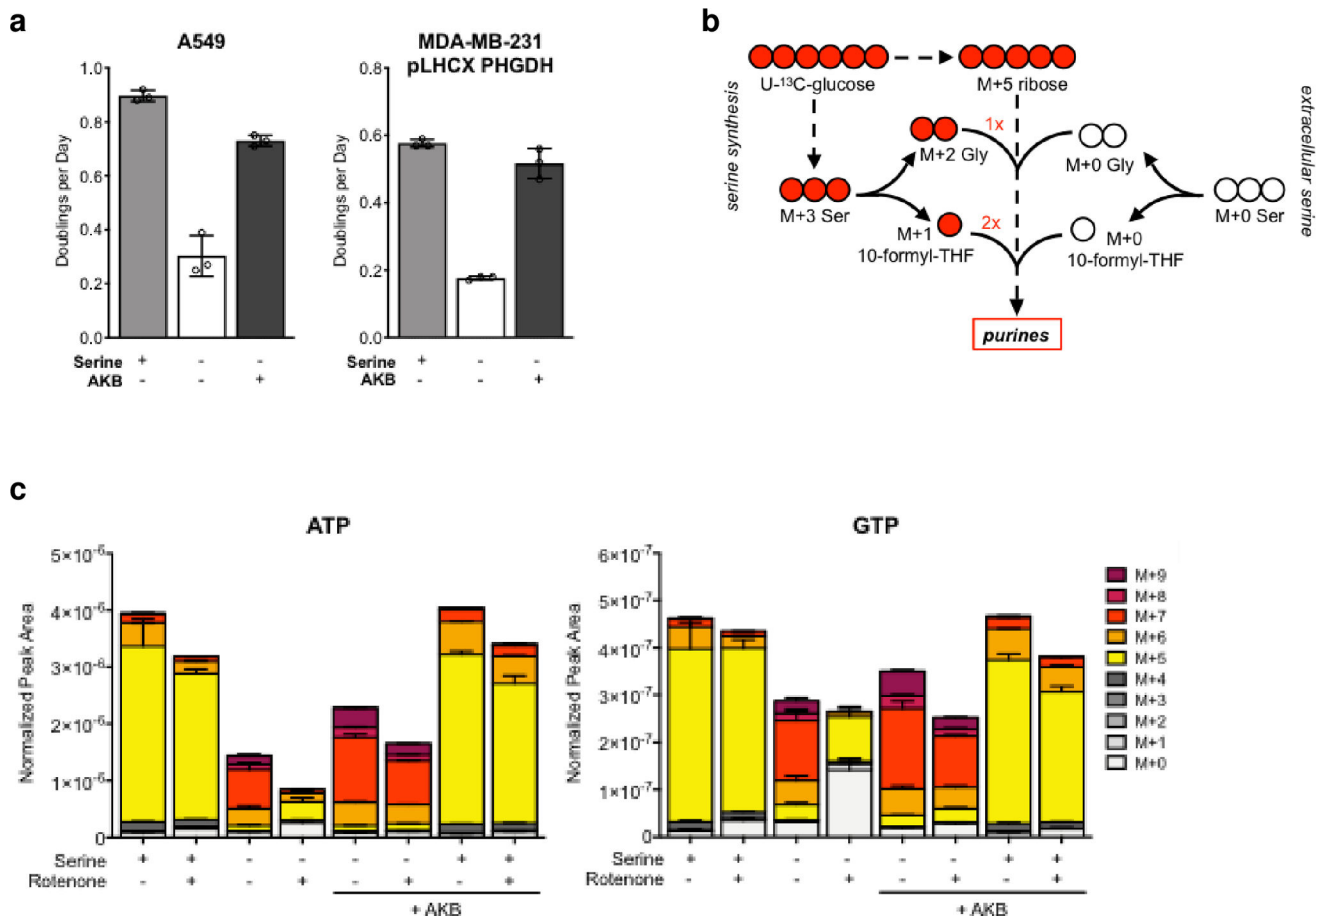 a
A549
Doublings per Day
1.0
0.8
0.6
0.4
0.2
0.0
Serine + - -
AKB - - +
MDA-MB-231
pLHCX PHGDH
Doublings per Day
0.8
0.6
0.4
0.2
0.0
Serine + - -
AKB - - +
b
serine synthesis
extracellular serine
U-¹³C-glucose
M+5 ribose
M+2 Gly
1x
M+0 Gly
M+3 Ser
M+0 Ser
M+1
10-formyl-THF
2x
M+0
10-formyl-THF
purines
c
ATP
Normalized Peak Area
5×10⁻⁶
4×10⁻⁶
3×10⁻⁶
2×10⁻⁶
1×10⁻⁶
0
Serine + + - - - - + +
Rotenone - + - + - + - +
+ AKB
GTP
Normalized Peak Area
6×10⁻⁷
5×10⁻⁷
4×10⁻⁷
3×10⁻⁷
2×10⁻⁷
1×10⁻⁷
0
Serine + + - - - - + +
Rotenone - + - + - + - +
+ AKB
M+9
M+8
M+7
M+6
M+5
M+4
M+3
M+2
M+1
M+0